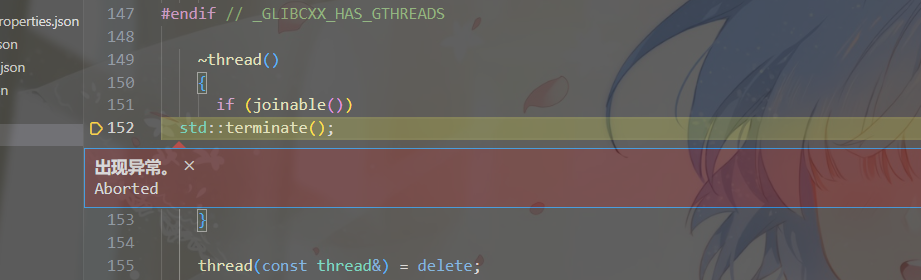 roperties.json
son
json
n
147 #endif // _GLIBCXX_HAS_GTHREADS
148
149 ~thread()
150 {
151 if (joinable())
152 std::terminate();
出现异常。 ×
Aborted
153 }
154
155 thread(const thread&) = delete;